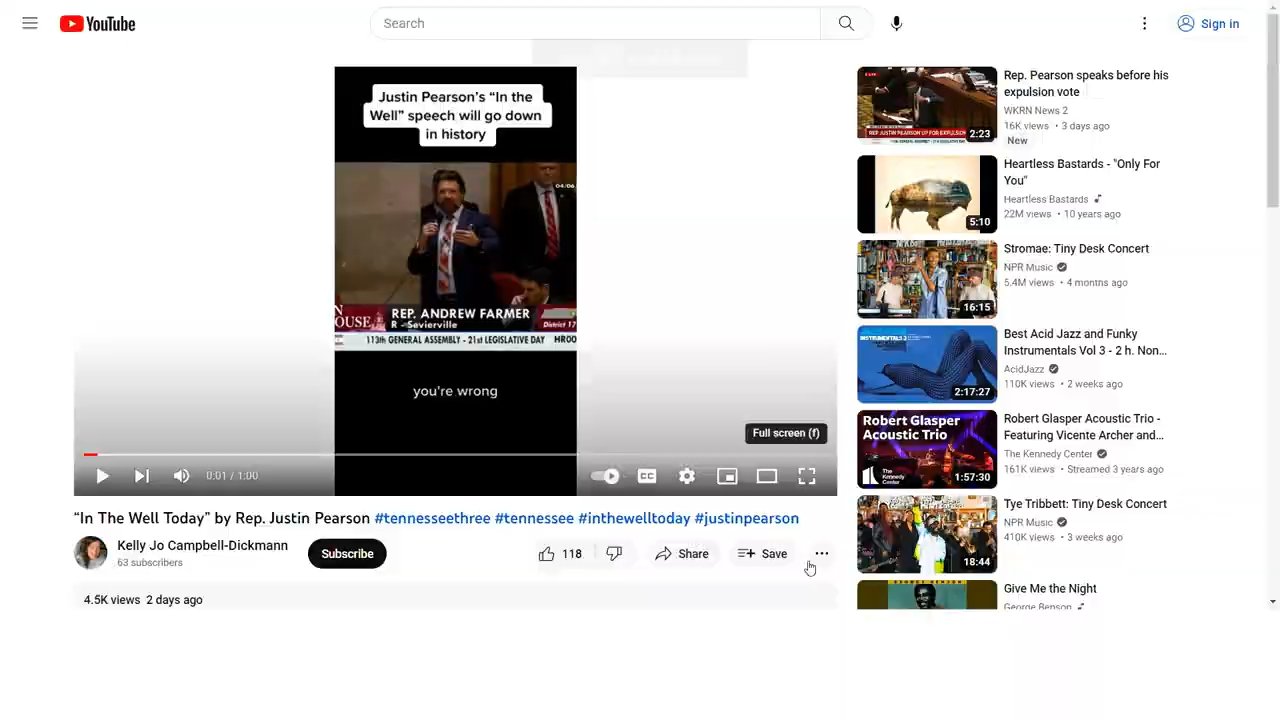 YouTube
Search
Sign in
Justin Pearson's “In the
Well” speech will go down
in history
04/06
REP. ANDREW FARMER
R - Sevierville
District 17
113th GENERAL ASSEMBLY - 21st LEGISLATIVE DAY
you're wrong
Full screen (f)
0:01 / 1:00
CC
“In The Well Today” by Rep. Justin Pearson #tennesseethree #tennessee #inthewelltoday #justinpearson
Kelly Jo Campbell-Dickmann
63 subscribers
Subscribe
118
Share
Save
4.5K views 2 days ago
2:23
Rep. Pearson speaks before his
expulsion vote
WKRN News 2
16K views • 3 days ago
New
5:10
Heartless Bastards - "Only For
You"
Heartless Bastards
22M views • 10 years ago
16:15
Stromae: Tiny Desk Concert
NPR Music
5.4M views • 4 months ago
2:17:27
Best Acid Jazz and Funky
Instrumentals Vol 3 - 2 h. Non...
AcidJazz
110K views • 2 weeks ago
Robert Glasper
Acoustic Trio
The
Kennedy
Center
1:57:30
Robert Glasper Acoustic Trio -
Featuring Vicente Archer and...
The Kennedy Center
161K views • Streamed 3 years ago
18:44
Tye Tribbett: Tiny Desk Concert
NPR Music
410K views • 3 weeks ago
Give Me the Night
George Benson